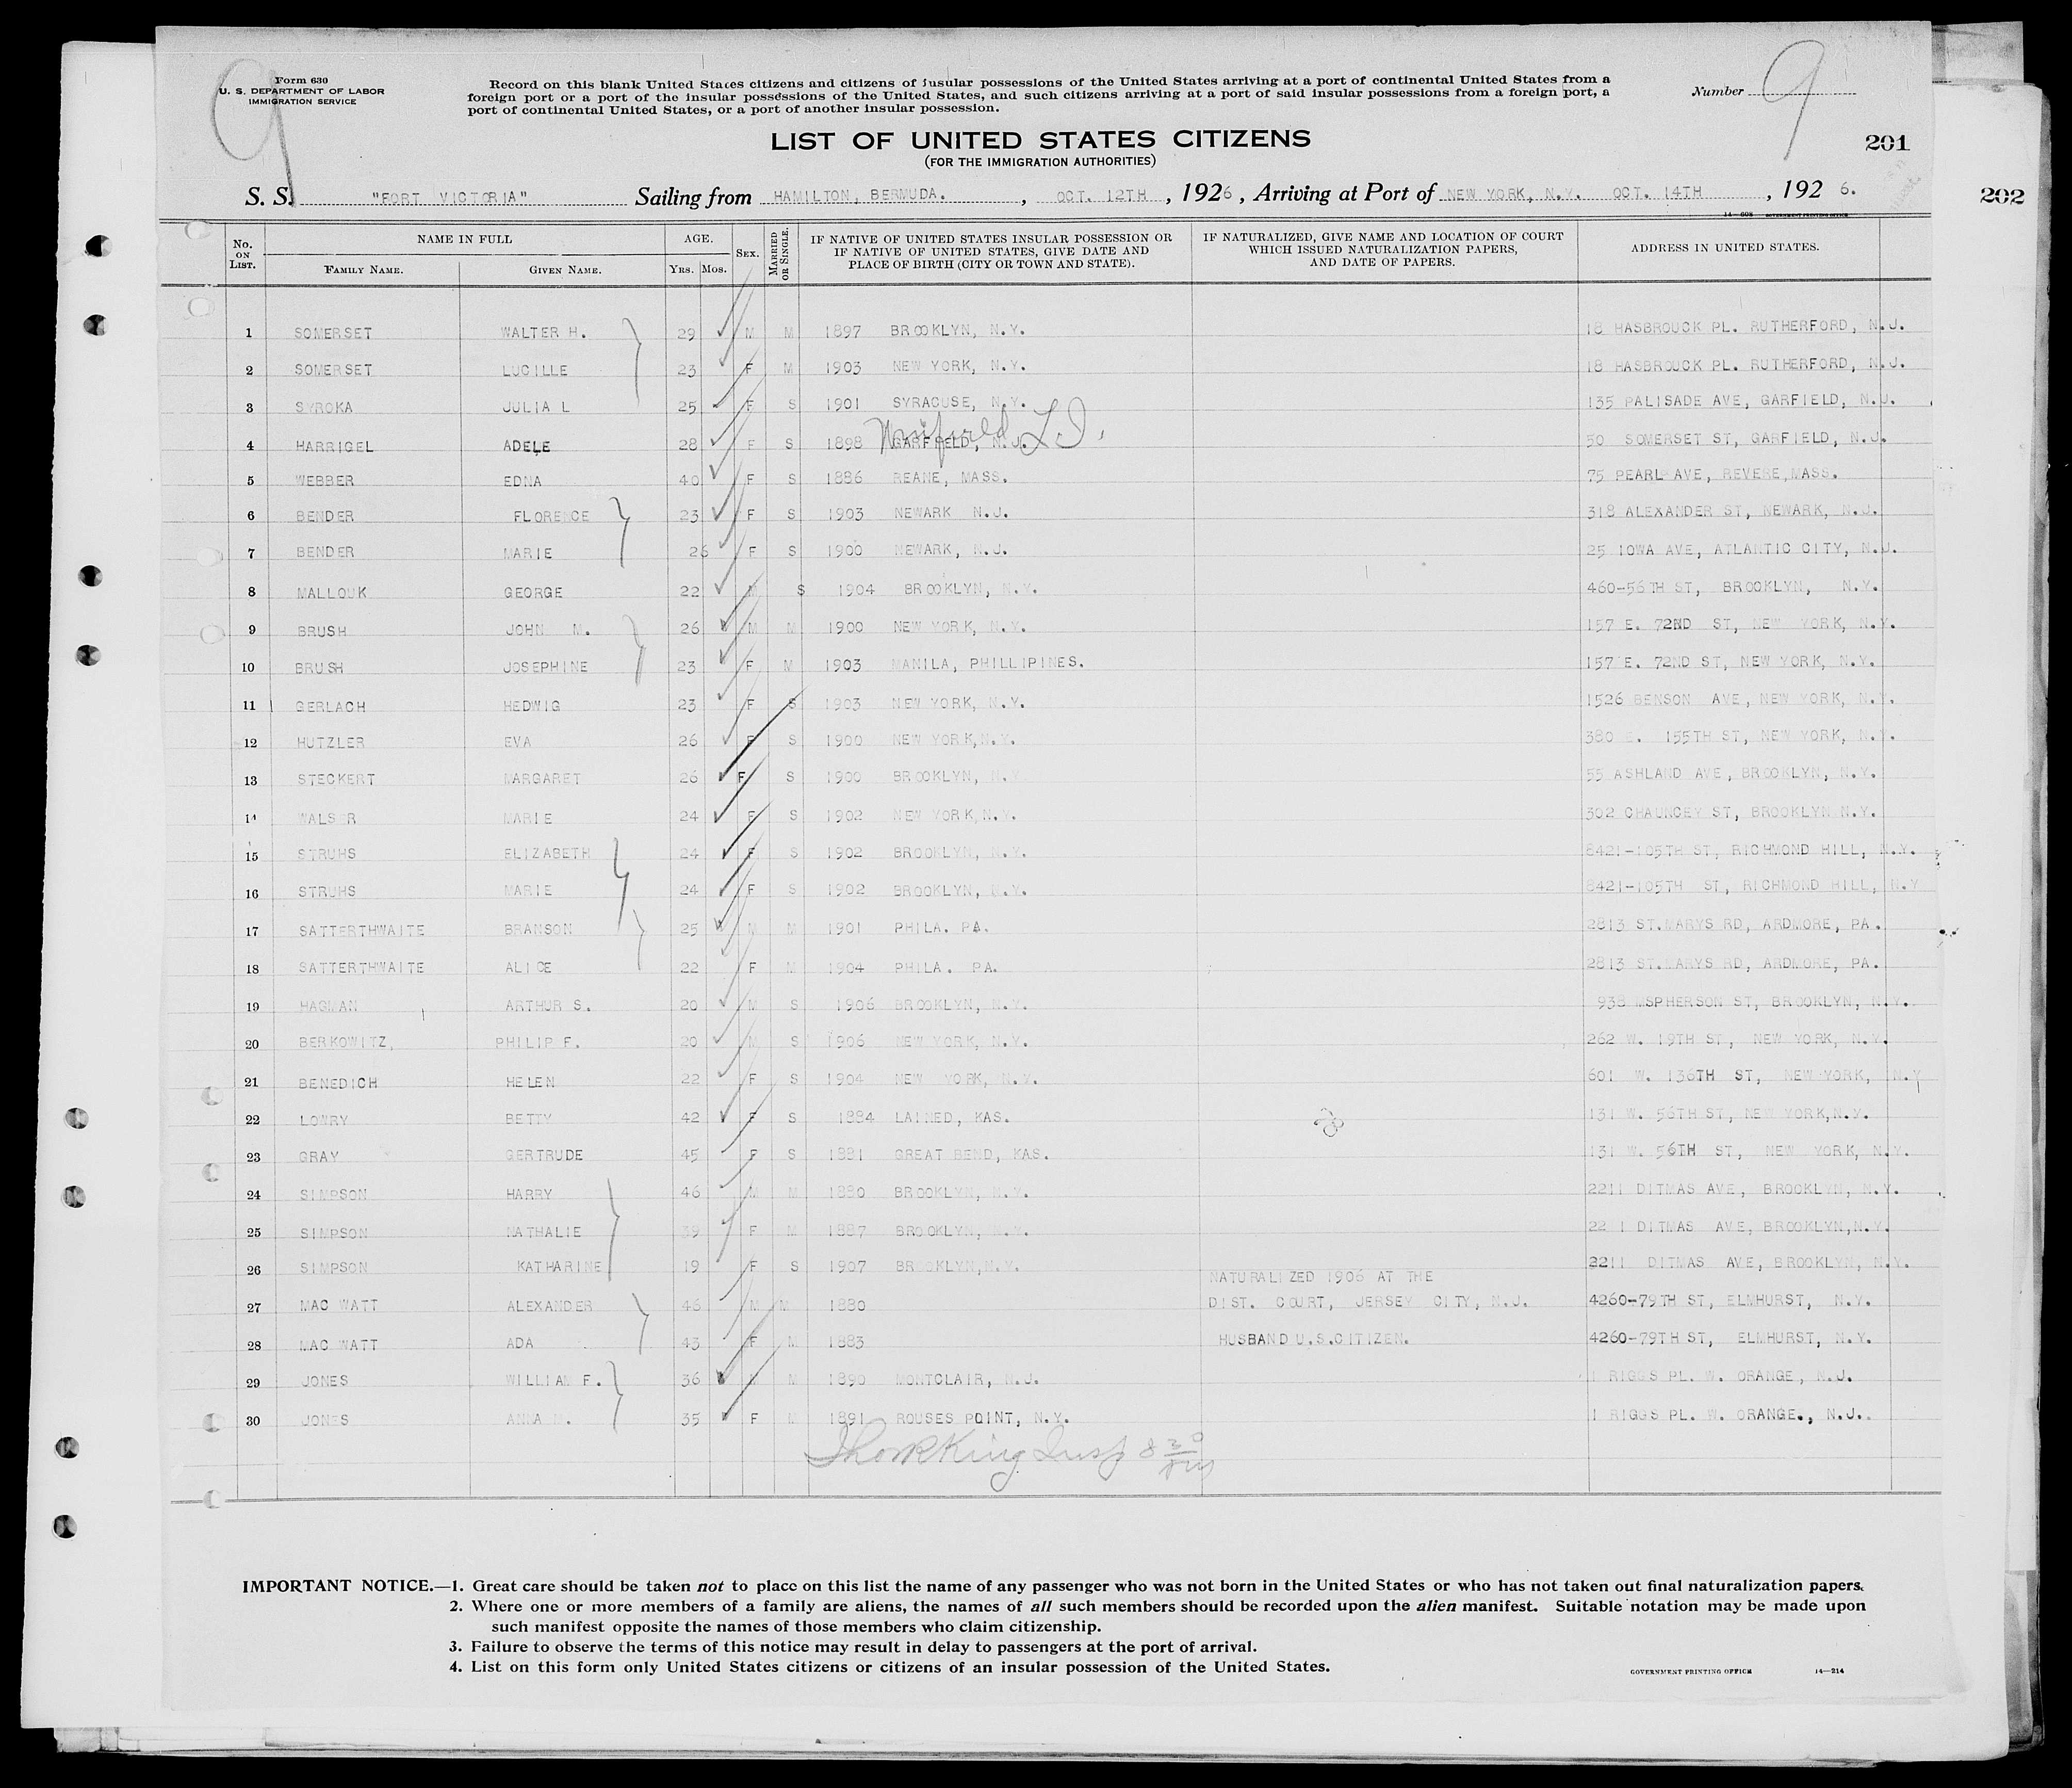 Form 630
U. S. DEPARTMENT OF LABOR
IMMIGRATION SERVICE
Record on this blank United States citizens and citizens of insular possessions of the United States arriving at a port of continental United States from a
foreign port or a port of the insular possessions of the United States, and such citizens arriving at a port of said insular possessions from a foreign port, a
port of continental United States, or a port of another insular possession.
Number 9
9
LIST OF UNITED STATES CITIZENS
(FOR THE IMMIGRATION AUTHORITIES)
201
202
S. S. "FORT VICTORIA" Sailing from HAMILTON, BERMUDA. , OCT. 12TH , 1926 , Arriving at Port of NEW YORK, N.Y. OCT. 14TH , 192 6.
No. ON LIST. NAME IN FULL AGE. SEX. MARRIED OR SINGLE. IF NATIVE OF UNITED STATES INSULAR POSSESSION OR IF NATIVE OF UNITED STATES, GIVE DATE AND PLACE OF BIRTH (CITY OR TOWN AND STATE). IF NATURALIZED, GIVE NAME AND LOCATION OF COURT WHICH ISSUED NATURALIZATION PAPERS, AND DATE OF PAPERS. ADDRESS IN UNITED STATES.
FAMILY NAME. GIVEN NAME. YRS. MOS.
1 SOMERSET WALTER H. 29 M M 1897 BROOKLYN, N.Y. 18 HASBROUCK PL. RUTHERFORD, N.J.
2 SOMERSET LUCILLE 23 F M 1903 NEW YORK, N.Y. 18 HASBROUCK PL. RUTHERFORD, N.J.
3 SYROKA JULIA L 25 F S 1901 SYRACUSE, N.Y. 135 PALISADE AVE, GARFIELD, N.J.
4 HARRIGEL ADELE 28 F S 1898 GARFIELD, N.J. L.I. 50 SOMERSET ST, GARFIELD, N.J.
5 WEBBER EDNA 40 F S 1886 REANE, MASS. 75 PEARL AVE, REVERE, MASS.
6 BENDER FLORENCE 23 F S 1903 NEWARK N.J. 318 ALEXANDER ST, NEWARK, N.J.
7 BENDER MARIE 26 F S 1900 NEWARK, N.J. 25 IOWA AVE, ATLANTIC CITY, N.J.
8 MALLOUK GEORGE 22 M S 1904 BROOKLYN, N.Y. 460-56TH ST, BROOKLYN, N.Y.
9 BRUSH JOHN M. 26 M M 1900 NEW YORK, N.Y. 157 E. 72ND ST, NEW YORK, N.Y.
10 BRUSH JOSEPHINE 23 F M 1903 MANILA, PHILLIPINES. 157 E. 72ND ST, NEW YORK, N.Y.
11 GERLACH HEDWIG 23 F S 1903 NEW YORK, N.Y. 1526 BENSON AVE, NEW YORK, N.Y.
12 HUTZLER EVA 26 F S 1900 NEW YORK, N.Y. 380 E. 155TH ST, NEW YORK, N.Y.
13 STECKERT MARGARET 26 F S 1900 BROOKLYN, N.Y. 55 ASHLAND AVE, BROOKLYN, N.Y.
14 WALSER MARIE 24 F S 1902 NEW YORK, N.Y. 302 CHAUNCEY ST, BROOKLYN N.Y.
15 STRUHS ELIZABETH 24 F S 1902 BROOKLYN, N.Y. 8421-105TH ST, RICHMOND HILL, N.Y.
16 STRUHS MARIE 24 F S 1902 BROOKLYN, N.Y. 8421-105TH ST, RICHMOND HILL, N.Y
17 SATTERTHWAITE BRANSON 25 M M 1901 PHILA. PA. 2813 ST.MARYS RD, ARDMORE, PA.
18 SATTERTHWAITE ALICE 22 F M 1904 PHILA. PA. 2813 ST.MARYS RD, ARDMORE, PA.
19 HAGMAN ARTHUR S. 20 M S 1906 BROOKLYN, N.Y. 938 MSPHERSON ST, BROOKLYN, N.Y.
20 BERKOWITZ, PHILIP F. 20 M S 1906 NEW YORK, N.Y. 262 W. 19TH ST, NEW YORK, N.Y.
21 BENEDICH HELEN 22 F S 1904 NEW YORK, N.Y. 601 W. 136TH ST, NEW YORK, N.Y
22 LOWRY BETTY 42 F S 1884 LAINED, KAS. 131 W. 56TH ST, NEW YORK, N.Y.
23 GRAY GERTRUDE 45 F S 1881 GREAT BEND, KAS. 131 W. 56TH ST, NEW YORK, N.Y.
24 SIMPSON HARRY 46 M M 1880 BROOKLYN, N.Y. 2211 DITMAS AVE, BROOKLYN, N.Y.
25 SIMPSON NATHALIE 39 F M 1887 BROOKLYN, N.Y. 2211 DITMAS AVE, BROOKLYN, N.Y.
26 SIMPSON KATHARINE 19 F S 1907 BROOKLYN, N.Y. 2211 DITMAS AVE, BROOKLYN, N.Y.
NATURALIZED 1906 AT THE
27 MAC WATT ALEXANDER 46 M M 1880 DIST. COURT, JERSEY CITY, N.J. 4260-79TH ST, ELMHURST, N.Y.
28 MAC WATT ADA 43 F M 1883 HUSBAND U.S.CITIZEN. 4260-79TH ST, ELMHURST, N.Y.
29 JONES WILLIAM F. 36 M M 1890 MONTCLAIR, N.J. 1 RIGGS PL. W. ORANGE, N.J.
30 JONES ANNA M. 35 F M 1891 ROUSES POINT, N.Y. 1 RIGGS PL. W. ORANGE., N.J.
King Insp 8 30
IMPORTANT NOTICE.—1. Great care should be taken not to place on this list the name of any passenger who was not born in the United States or who has not taken out final naturalization papers.
2. Where one or more members of a family are aliens, the names of all such members should be recorded upon the alien manifest. Suitable notation may be made upon
such manifest opposite the names of those members who claim citizenship.
3. Failure to observe the terms of this notice may result in delay to passengers at the port of arrival.
4. List on this form only United States citizens or citizens of an insular possession of the United States.
GOVERNMENT PRINTING OFFICE 14—214